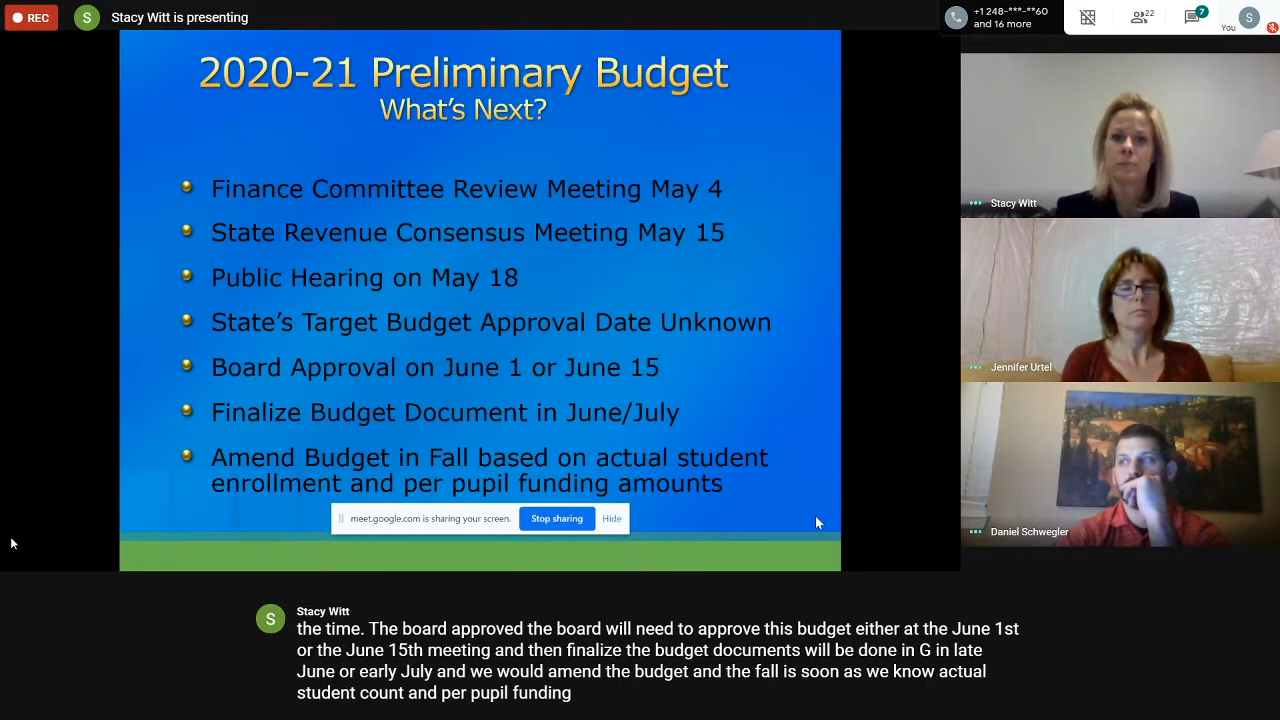 REC
S
Stacy Witt is presenting
+1 248-***-**60
and 16 more
22
7
S
You
2020-21 Preliminary Budget
What's Next?
Finance Committee Review Meeting May 4
State Revenue Consensus Meeting May 15
Public Hearing on May 18
State's Target Budget Approval Date Unknown
Board Approval on June 1 or June 15
Finalize Budget Document in June/July
Amend Budget in Fall based on actual student
enrollment and per pupil funding amounts
meet.google.com is sharing your screen.
Stop sharing
Hide
Stacy Witt
Jennifer Urtel
Daniel Schwegler
S
Stacy Witt
the time. The board approved the board will need to approve this budget either at the June 1st
or the June 15th meeting and then finalize the budget documents will be done in G in late
June or early July and we would amend the budget and the fall is soon as we know actual
student count and per pupil funding